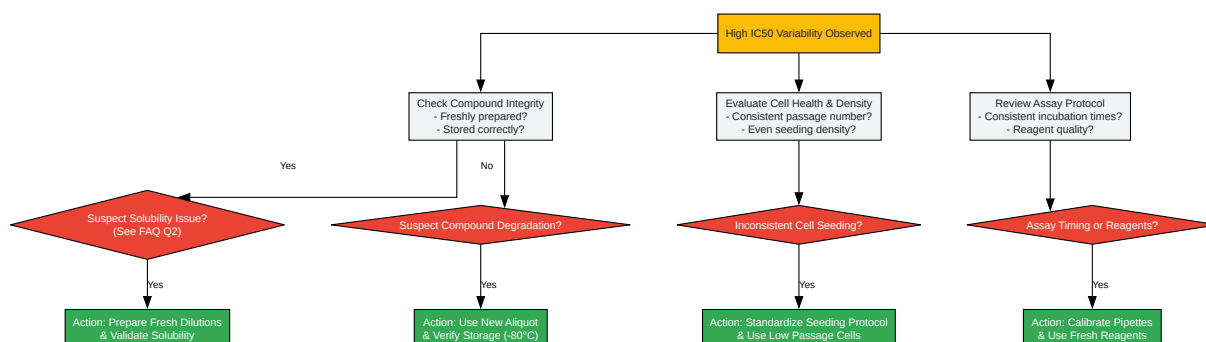 High IC50 Variability Observed
Check Compound Integrity
- Freshly prepared?
- Stored correctly?
Evaluate Cell Health & Density
- Consistent passage number?
- Even seeding density?
Review Assay Protocol
- Consistent incubation times?
- Reagent quality?
Yes
No
Suspect Solubility Issue?
(See FAQ Q2)
Suspect Compound Degradation?
Inconsistent Cell Seeding?
Assay Timing or Reagents?
Yes
Yes
Yes
Yes
Action: Prepare Fresh Dilutions
& Validate Solubility
Action: Use New Aliquot
& Verify Storage (-80°C)
Action: Standardize Seeding Protocol
& Use Low Passage Cells
Action: Calibrate Pipettes
& Use Fresh Reagents